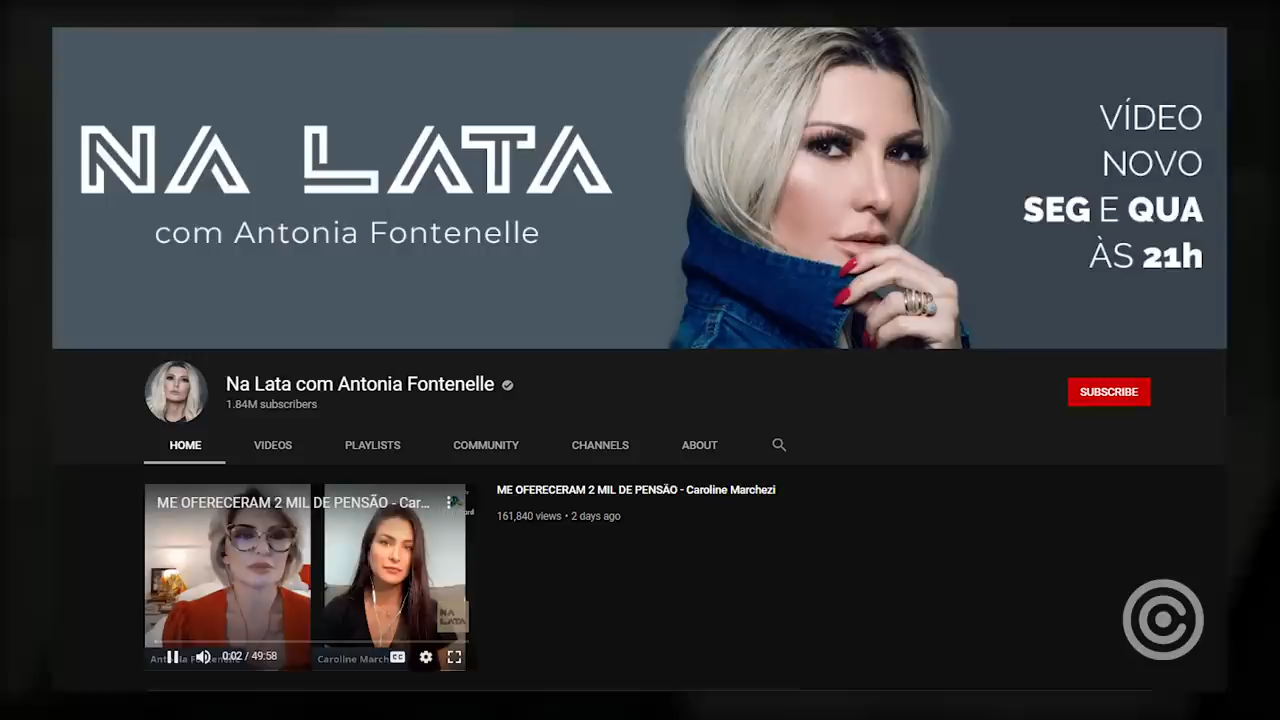 NA LATA
com Antonia Fontenelle
VÍDEO
NOVO
SEG E QUA
ÀS 21h
Na Lata com Antonia Fontenelle
1.84M subscribers
SUBSCRIBE
HOME VIDEOS PLAYLISTS COMMUNITY CHANNELS ABOUT
ME OFERECERAM 2 MIL DE PENSÃO - Car...
ME OFERECERAM 2 MIL DE PENSÃO - Caroline Marchezi
161,840 views • 2 days ago
NA
LATA
0:02 / 49:58
CC